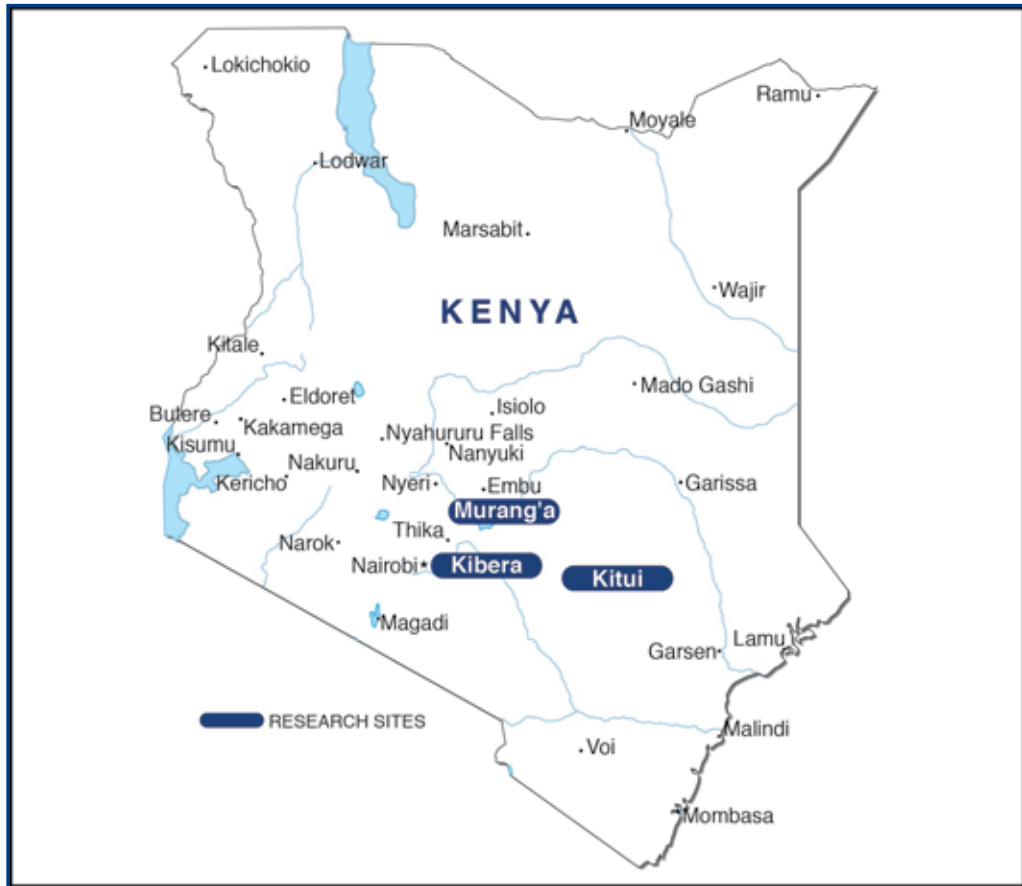 Lokichokio
Ramu
Moyale
Lodwar
Marsabit
Wajir
KENYA
Kitale
Mado Gashi
Eldoret
Isiolo
Butere
Kakamega
Nyahururu Falls
Kisumu
Nanyuki
Nakuru
Kericho
Nyeri
Embu
Garissa
Murang'a
Thika
Narok
Nairobi
Kibera
Kitui
Magadi
Lamu
Garsen
RESEARCH SITES
Malindi
Voi
Mombasa